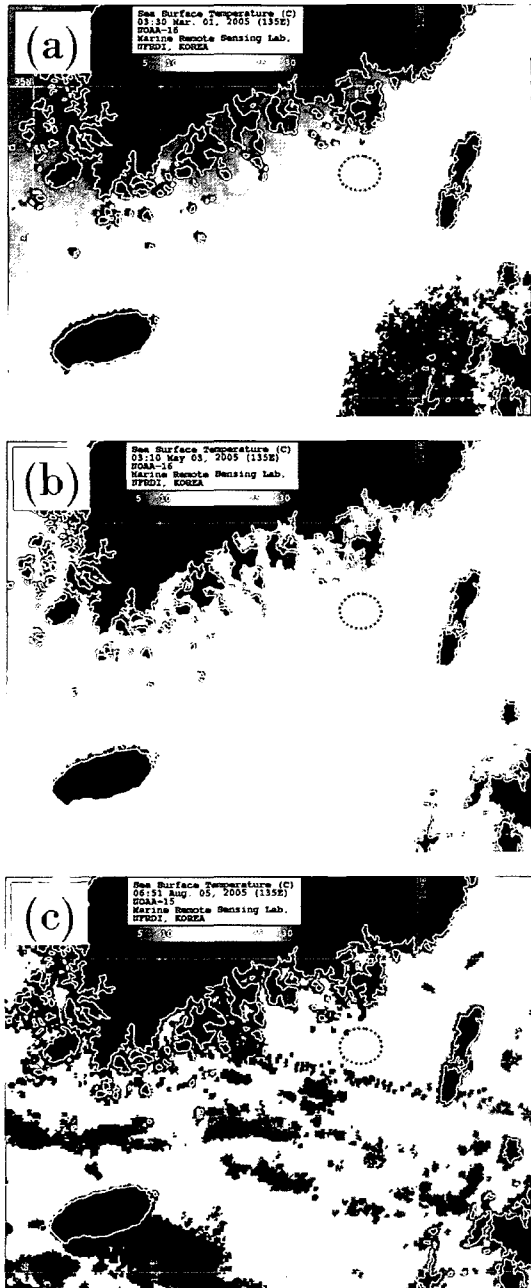 (a)
Sea Surface Temperature (C)
03:30 Mar. 01, 2005 (135E)
NOAA-16
Marine Remote Sensing Lab.
NFRDI, KOREA
5 10 30
35N
(b)
Sea Surface Temperature (C)
03:10 May 03, 2005 (135E)
NOAA-16
Marine Remote Sensing Lab.
NFRDI, KOREA
5 30
(c)
Sea Surface Temperature (C)
06:51 Aug. 05, 2005 (135E)
NOAA-15
Marine Remote Sensing Lab.
NFRDI, KOREA
5 30